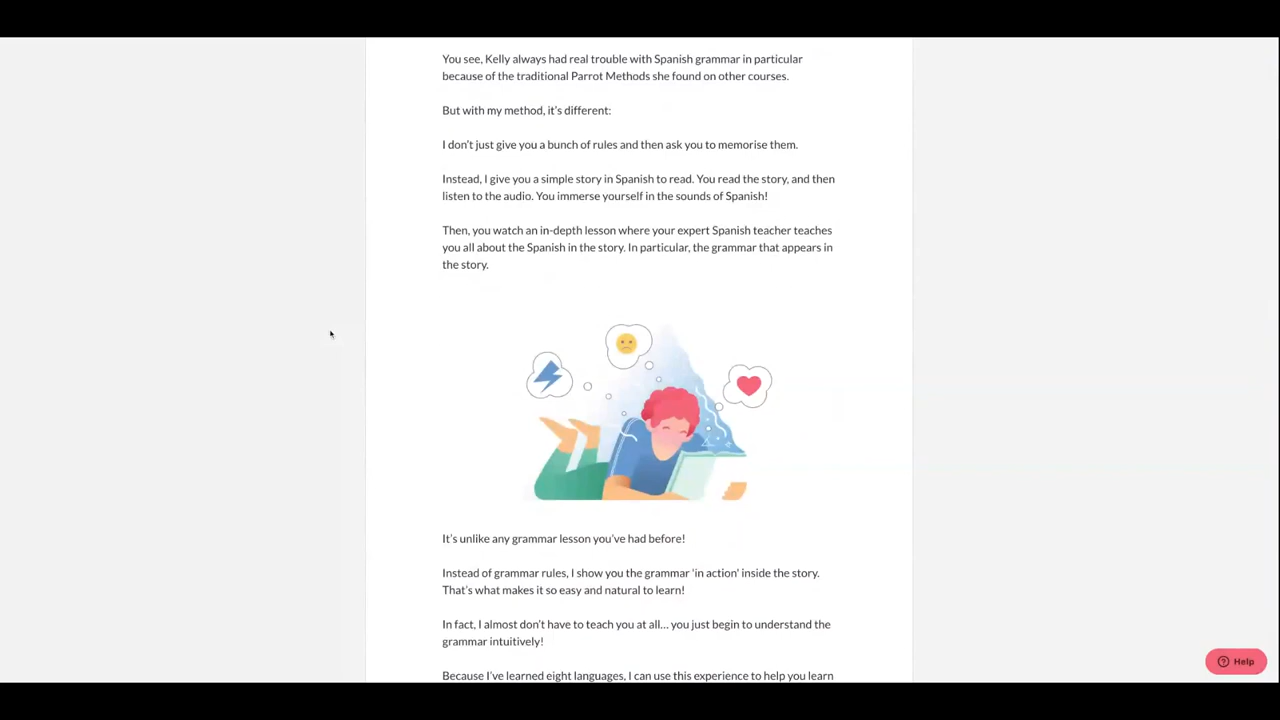 You see, Kelly always had real trouble with Spanish grammar in particular
because of the traditional Parrot Methods she found on other courses.
But with my method, it's different:
I don't just give you a bunch of rules and then ask you to memorise them.
Instead, I give you a simple story in Spanish to read. You read the story, and then
listen to the audio. You immerse yourself in the sounds of Spanish!
Then, you watch an in-depth lesson where your expert Spanish teacher teaches
you all about the Spanish in the story. In particular, the grammar that appears in
the story.
It's unlike any grammar lesson you've had before!
Instead of grammar rules, I show you the grammar 'in action' inside the story.
That's what makes it so easy and natural to learn!
In fact, I almost don't have to teach you at all... you just begin to understand the
grammar intuitively!
Because I've learned eight languages, I can use this experience to help you learn
Help